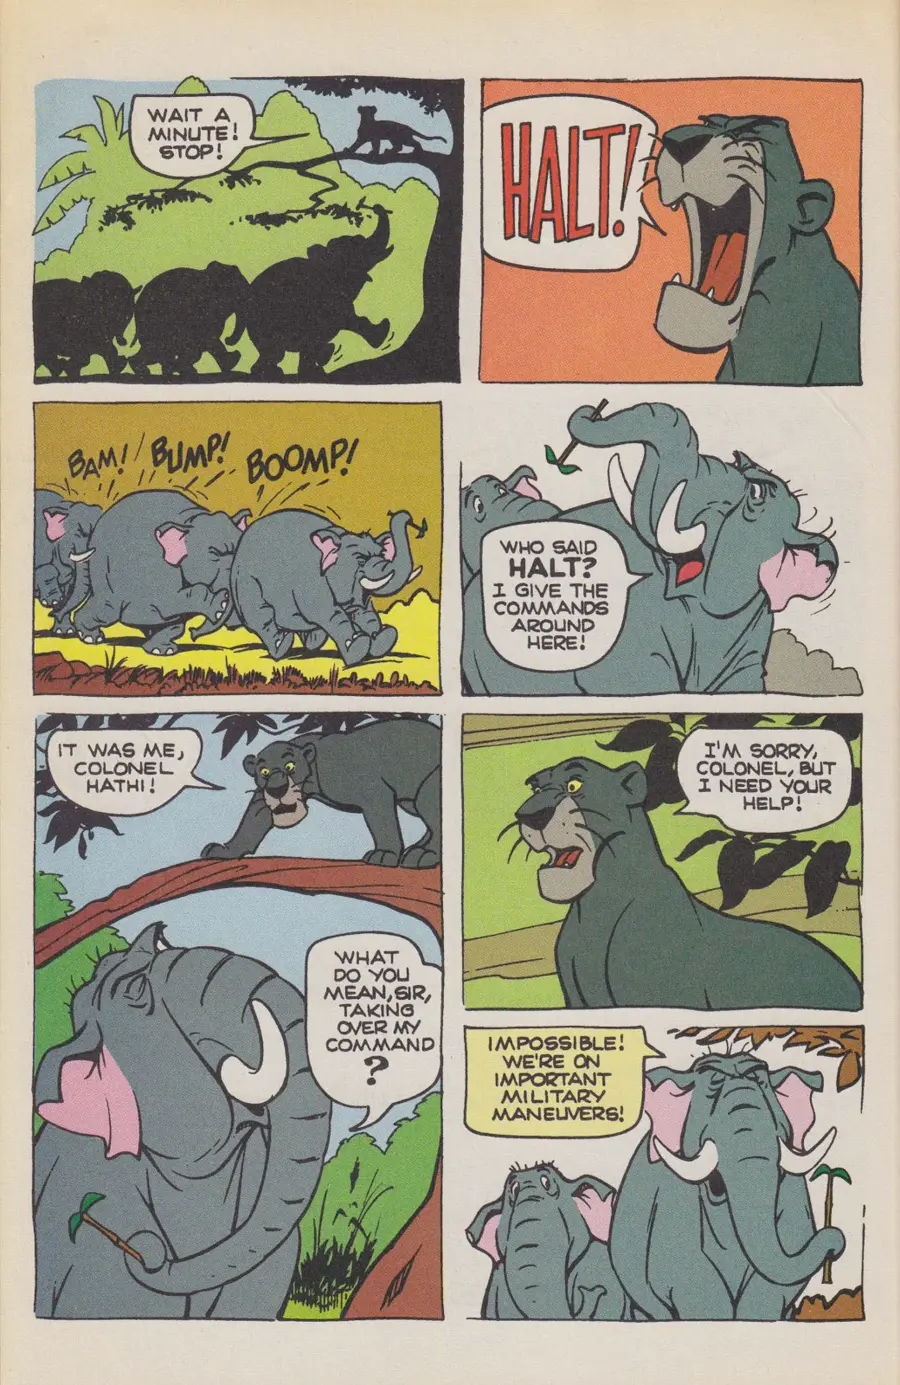 WAIT A
MINUTE!
STOP!
HALT!
BAM! BUMP! BOOMP!
WHO SAID
HALT?
I GIVE THE
COMMANDS
AROUND
HERE!
IT WAS ME,
COLONEL
HATHI!
WHAT
DO YOU
MEAN, SIR,
TAKING
OVER MY
COMMAND
?
I'M SORRY,
COLONEL, BUT
I NEED YOUR
HELP!
IMPOSSIBLE!
WE'RE ON
IMPORTANT
MILITARY
MANEUVERS!